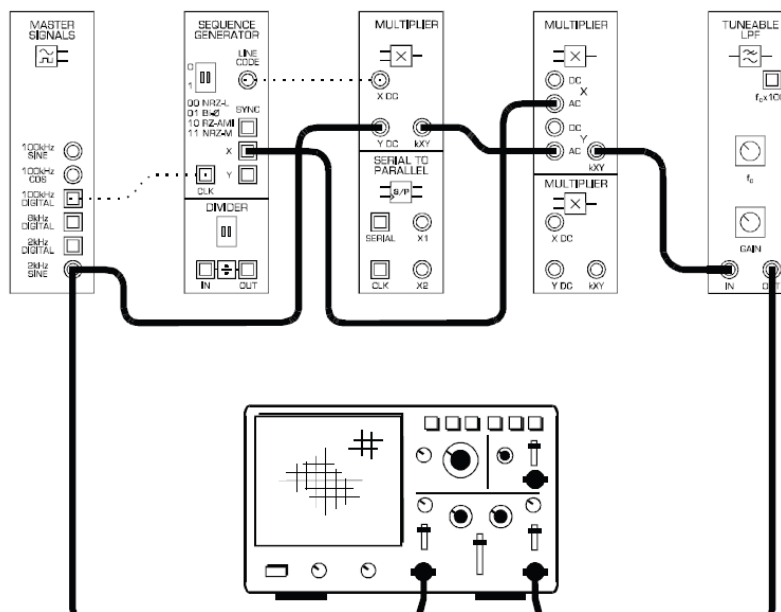 MASTER
SIGNALS
100kHz
SINE
100kHz
COS
100kHz
DIGITAL
8kHz
DIGITAL
2kHz
DIGITAL
2kHz
SINE
SEQUENCE
GENERATOR
LINE
CODE
0
1
00 NRZ-L
01 Bi-Ø
10 RZ-AMI
11 NRZ-M
SYNC
X
Y
CLK
DIVIDER
IN
÷
OUT
MULTIPLIER
X
X DC
Y DC
kXY
SERIAL TO
PARALLEL
S/P
SERIAL
X1
CLK
X2
MULTIPLIER
X
DC
X
AC
DC
Y
AC
kXY
MULTIPLIER
X
X DC
Y DC
kXY
TUNEABLE
LPF
fc
GAIN
IN